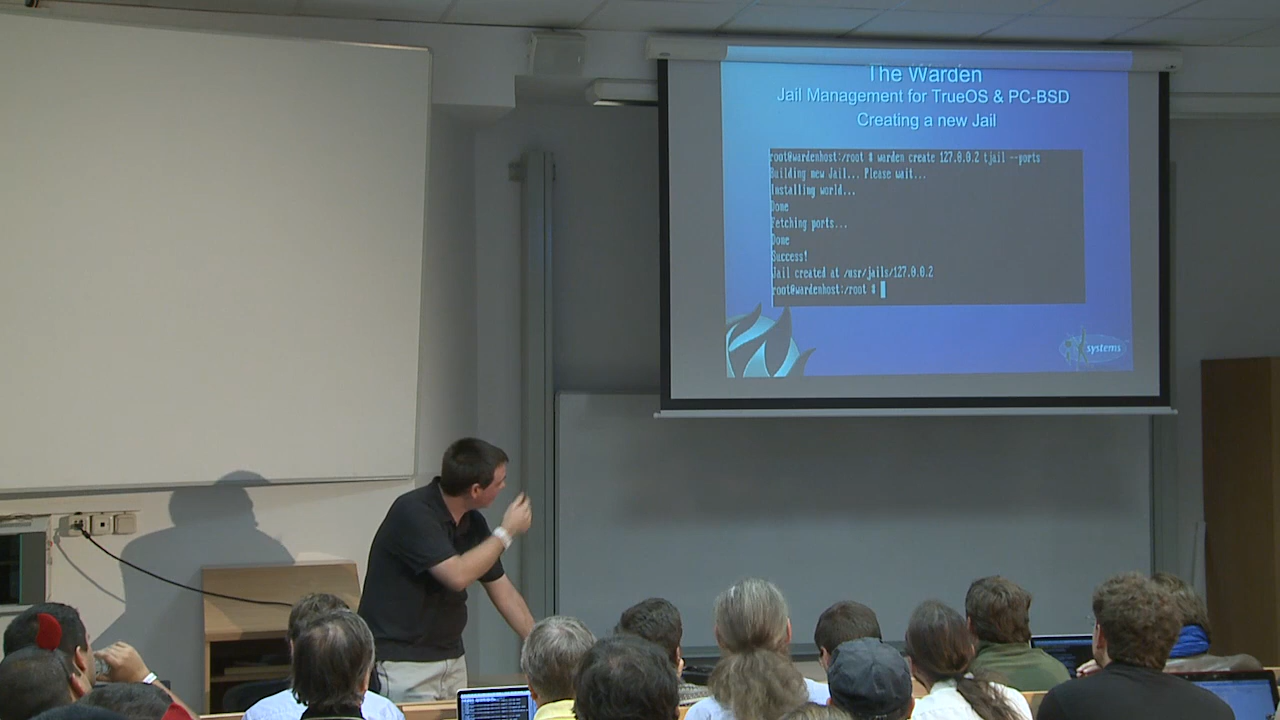 The Warden
Jail Management for TrueOS & PC-BSD
Creating a new Jail
root@wardenhost:/root # warden create 127.0.0.2 tjail --ports
Building new Jail... Please wait...
Installing world...
Done
Fetching ports...
Done
Success!
Jail created at /usr/jails/127.0.0.2
root@wardenhost:/root #
systems